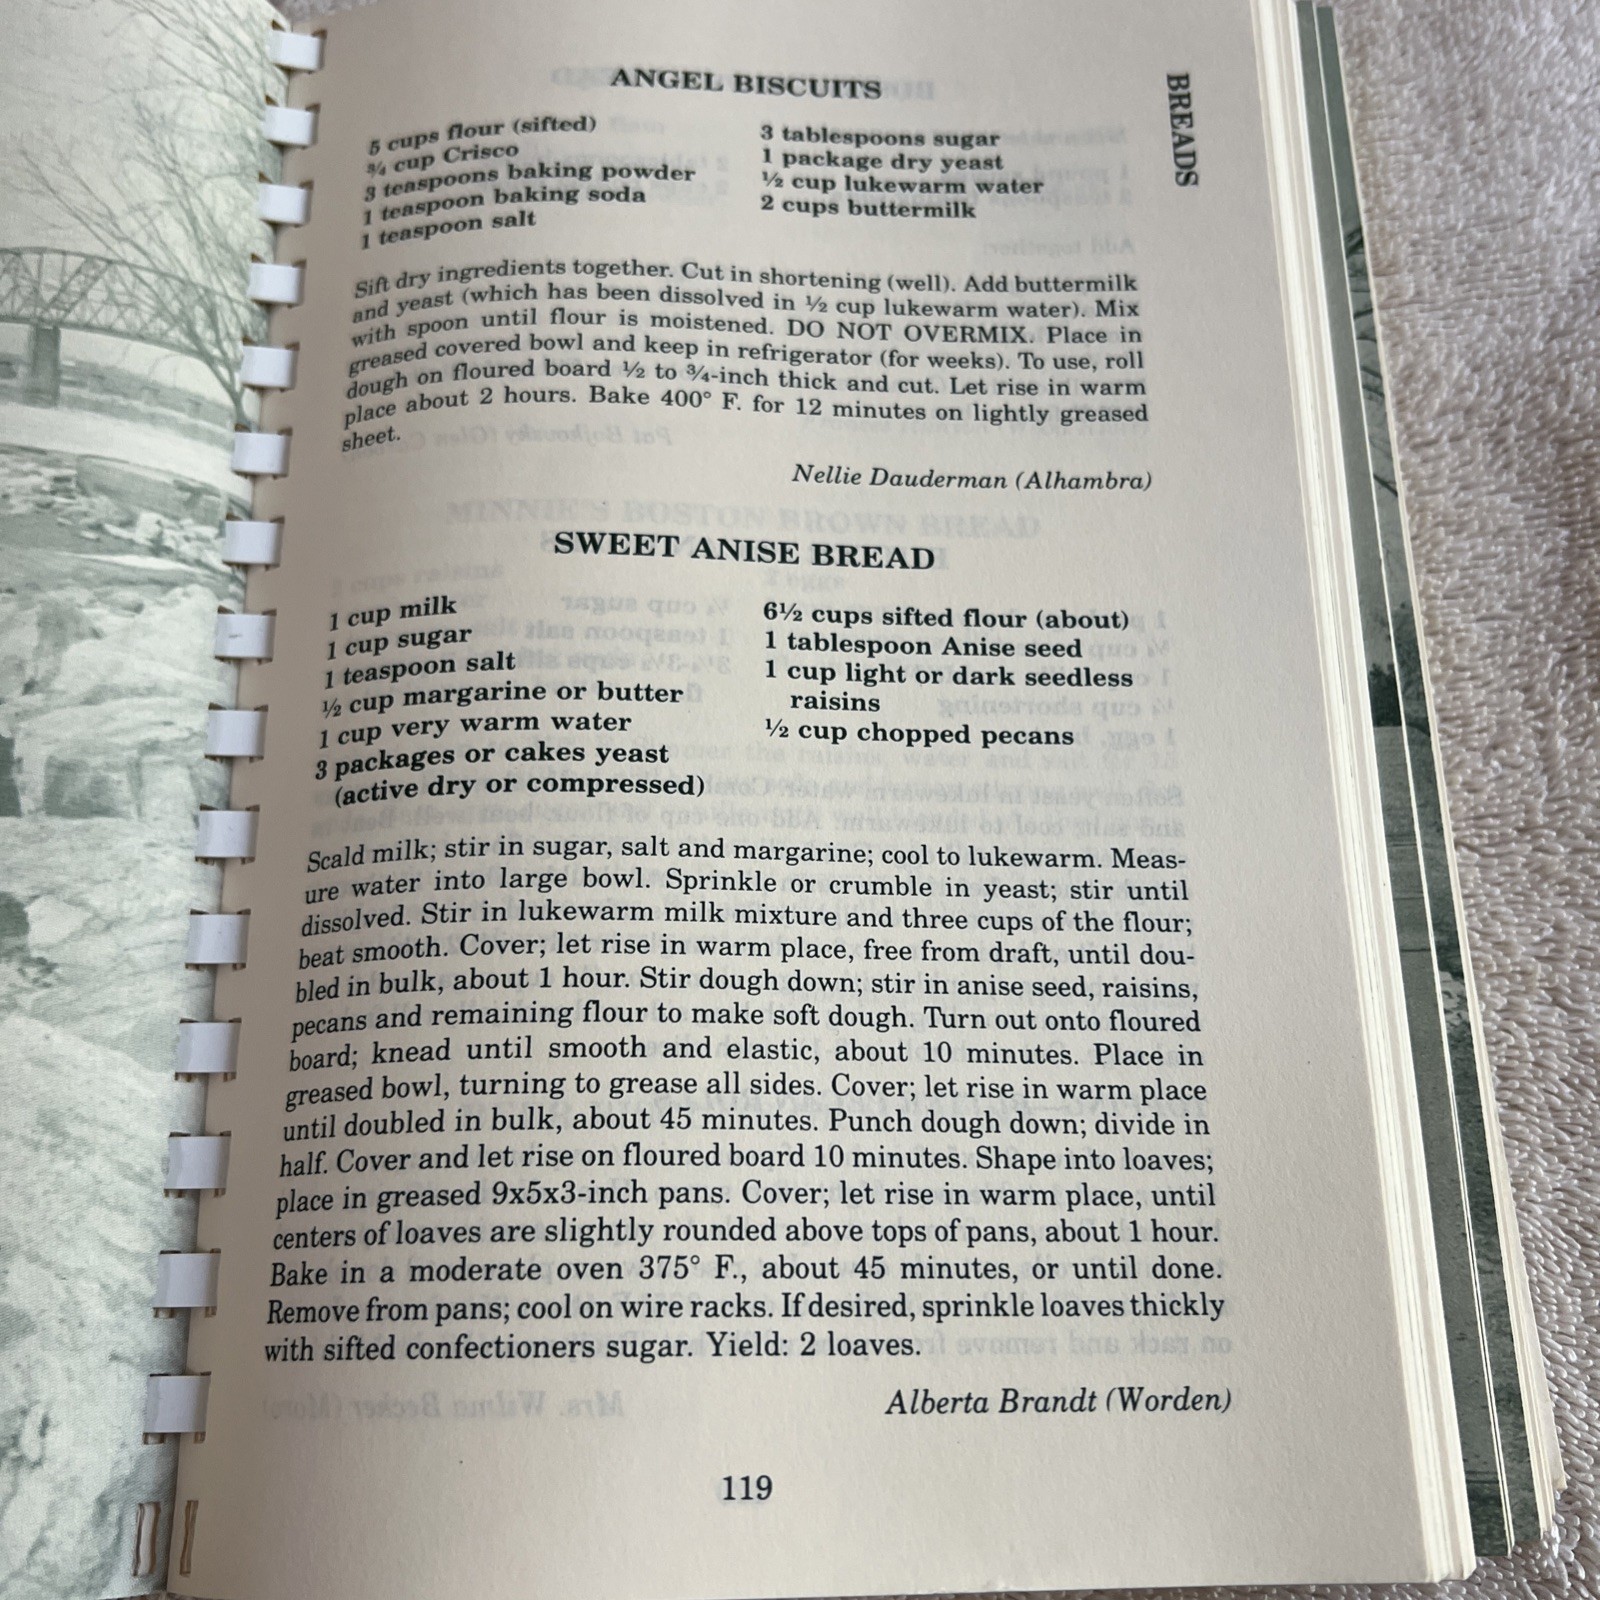 BREADS
ANGEL BISCUITS
5 cups flour (sifted)
¾ cup Crisco
3 teaspoons baking powder
1 teaspoon baking soda
1 teaspoon salt
3 tablespoons sugar
1 package dry yeast
½ cup lukewarm water
2 cups buttermilk
Sift dry ingredients together. Cut in shortening (well). Add buttermilk
and yeast (which has been dissolved in ½ cup lukewarm water). Mix
with spoon until flour is moistened. DO NOT OVERMIX. Place in
greased covered bowl and keep in refrigerator (for weeks). To use, roll
dough on floured board ½ to ¾-inch thick and cut. Let rise in warm
place about 2 hours. Bake 400° F. for 12 minutes on lightly greased
sheet.
Nellie Dauderman (Alhambra)
SWEET ANISE BREAD
1 cup milk
1 cup sugar
1 teaspoon salt
½ cup margarine or butter
1 cup very warm water
3 packages or cakes yeast
(active dry or compressed)
6½ cups sifted flour (about)
1 tablespoon Anise seed
1 cup light or dark seedless
raisins
½ cup chopped pecans
Scald milk; stir in sugar, salt and margarine; cool to lukewarm. Meas-
ure water into large bowl. Sprinkle or crumble in yeast; stir until
dissolved. Stir in lukewarm milk mixture and three cups of the flour;
beat smooth. Cover; let rise in warm place, free from draft, until dou-
bled in bulk, about 1 hour. Stir dough down; stir in anise seed, raisins,
pecans and remaining flour to make soft dough. Turn out onto floured
board; knead until smooth and elastic, about 10 minutes. Place in
greased bowl, turning to grease all sides. Cover; let rise in warm place
until doubled in bulk, about 45 minutes. Punch dough down; divide in
half. Cover and let rise on floured board 10 minutes. Shape into loaves;
place in greased 9x5x3-inch pans. Cover; let rise in warm place, until
centers of loaves are slightly rounded above tops of pans, about 1 hour.
Bake in a moderate oven 375° F., about 45 minutes, or until done.
Remove from pans; cool on wire racks. If desired, sprinkle loaves thickly
with sifted confectioners sugar. Yield: 2 loaves.
Alberta Brandt (Worden)
119